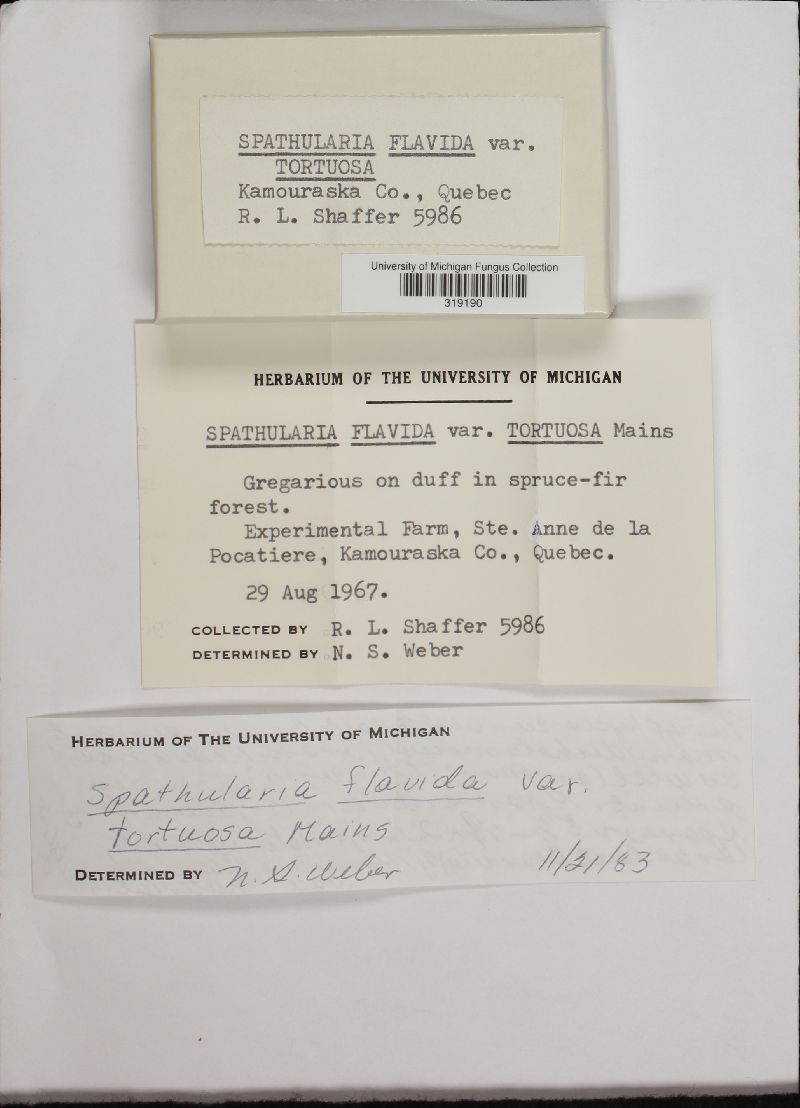 SPATHULARIA FLAVIDA var.
TORTUOSA
Kamouraska Co., Quebec
R. L. Shaffer 5986
University of Michigan Fungus Collection
319190
HERBARIUM OF THE UNIVERSITY OF MICHIGAN
SPATHULARIA FLAVIDA var. TORTUOSA Mains
Gregarious on duff in spruce-fir
forest.
Experimental Farm, Ste. Anne de la
Pocatiere, Kamouraska Co., Quebec.
29 Aug 1967.
COLLECTED BY R. L. Shaffer 5986
DETERMINED BY N. S. Weber
HERBARIUM OF THE UNIVERSITY OF MICHIGAN
Spathularia flavida var.
tortuosa Mains
DETERMINED BY N. S. Weber 11/21/83